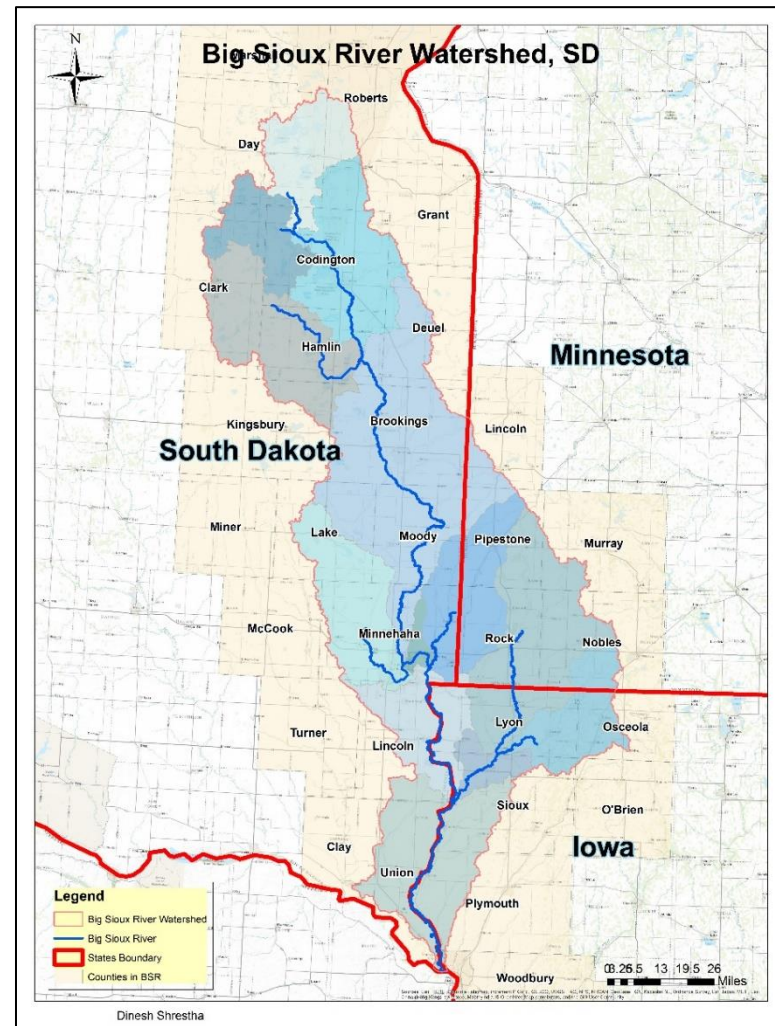 N
Big Sioux River Watershed, SD
Roberts
Day
Grant
Codington
Clark
Deuel
Hamlin
Minnesota
Brookings
Lincoln
Kingsbury
South Dakota
Miner
Lake
Moody
Pipestone
Murray
McCook
Minnehaha
Rock
Nobles
Turner
Lincoln
Lyon
Osceola
Sioux
O'Brien
Clay
Iowa
Union
Plymouth
Woodbury
Legend
Big Sioux River Watershed
Big Sioux River
States Boundary
Counties in BSR
03.256.5 13 19.5 26
Miles
Dinesh Shrestha